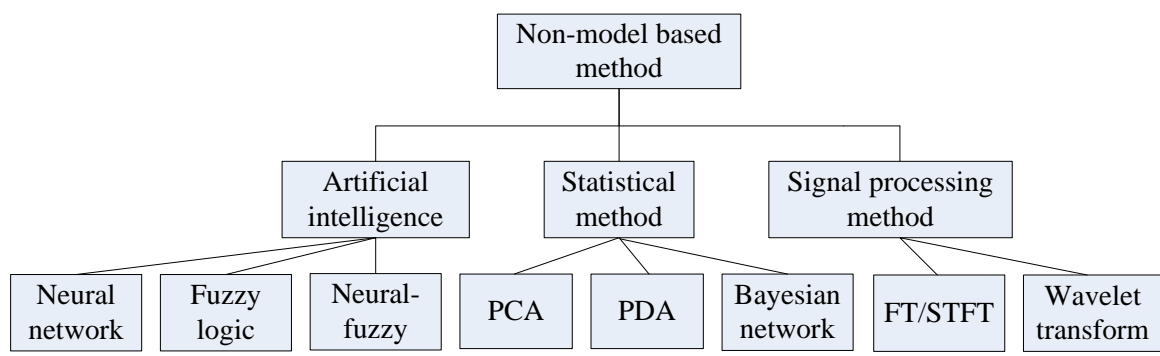 Non-model based
method
Artificial
intelligence
Statistical
method
Signal processing
method
Neural
network
Fuzzy
logic
Neural-
fuzzy
PCA
PDA
Bayesian
network
FT/STFT
Wavelet
transform